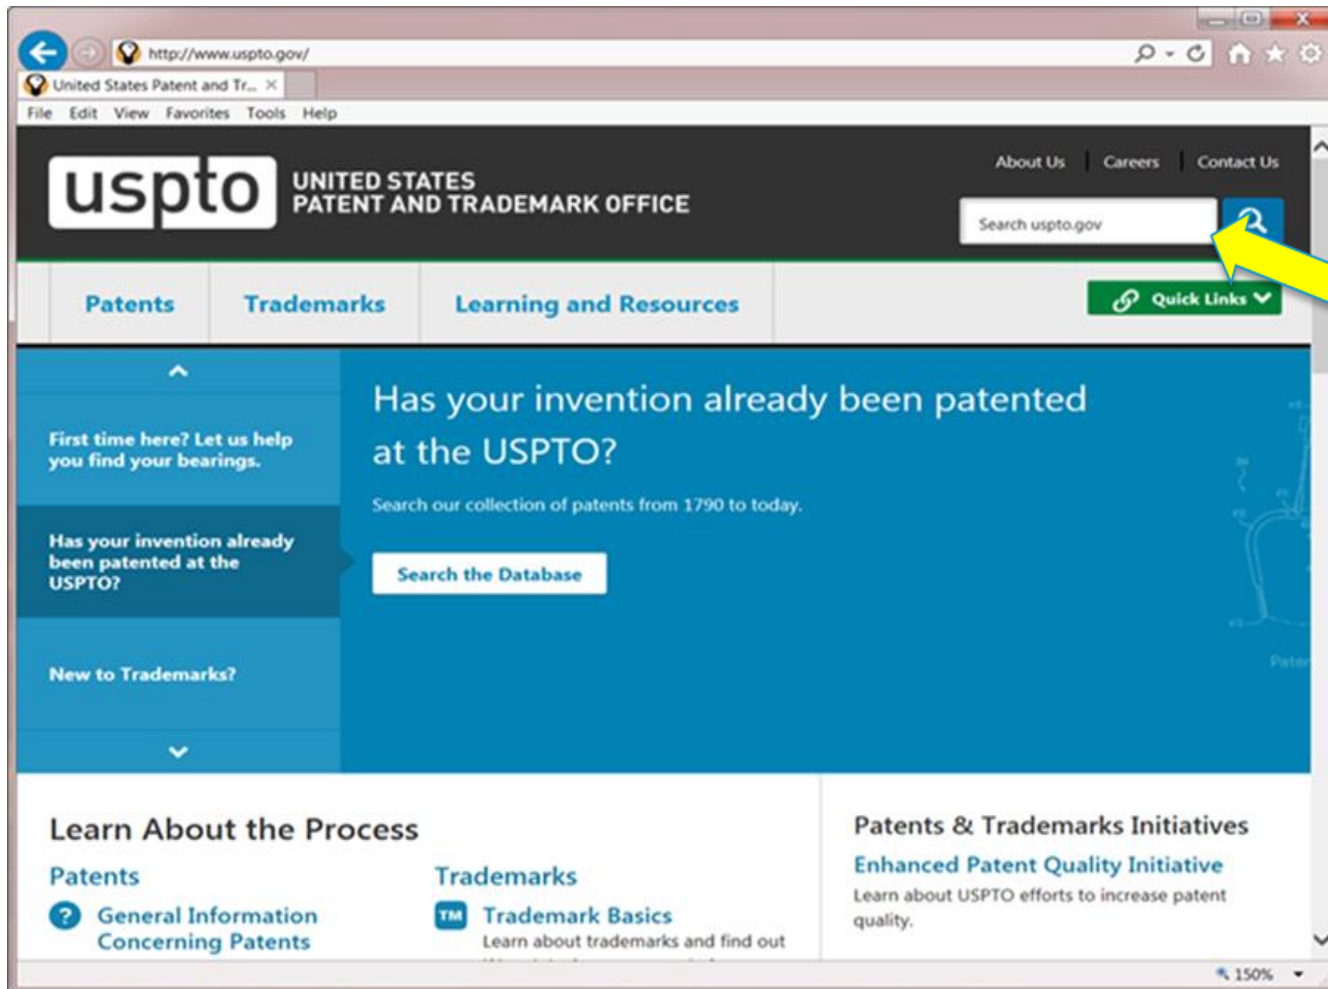 http://www.uspto.gov/
United States Patent and Tr...
File Edit View Favorites Tools Help
uspto
UNITED STATES
PATENT AND TRADEMARK OFFICE
About Us Careers Contact Us
Search uspto.gov
Patents Trademarks Learning and Resources
Quick Links
First time here? Let us help
you find your bearings.
Has your invention already
been patented at the
USPTO?
New to Trademarks?
Has your invention already been patented
at the USPTO?
Search our collection of patents from 1790 to today.
Search the Database
Learn About the Process
Patents
?
General Information
Concerning Patents
Trademarks
TM
Trademark Basics
Learn about trademarks and find out
Patents & Trademarks Initiatives
Enhanced Patent Quality Initiative
Learn about USPTO efforts to increase patent
quality.
150%